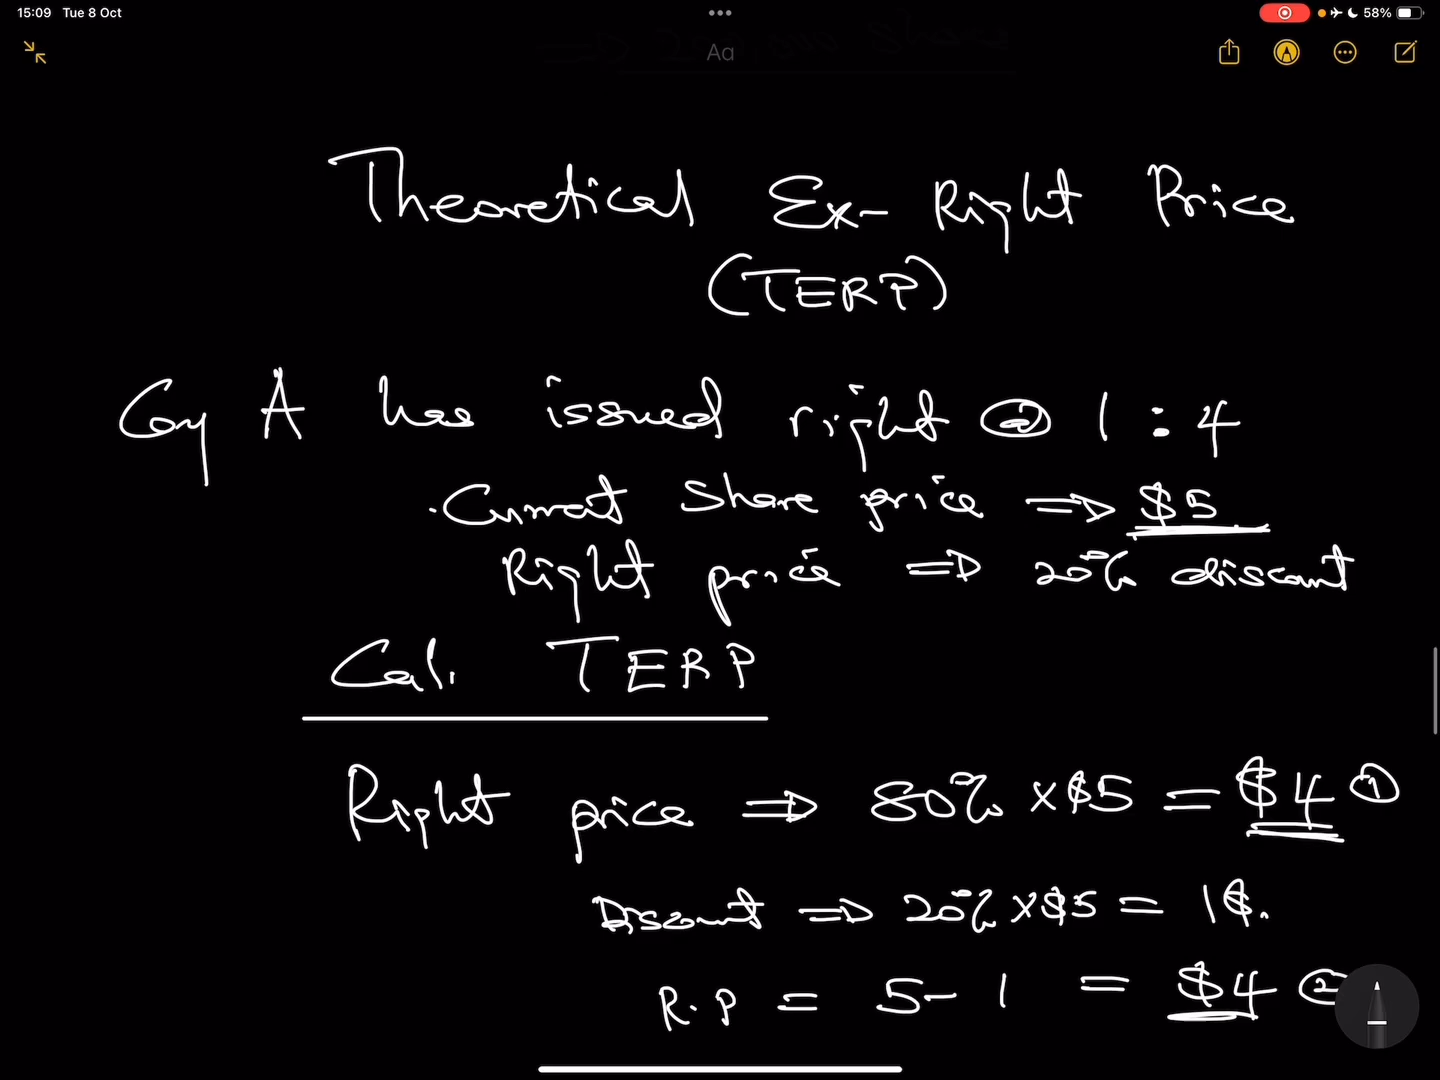 15:09 Tue 8 Oct
58%
Aa
Theoretical Ex- Right Price
(TERP)
Coy A has issued right @ 1 : 4
. Current Share price => $5
Right price => 20% discount
Cal. TERP
Right price => 80% x $5 = $4 ①
Discount => 20% x $5 = 1$.
R.P = 5 - 1 = $4 ②